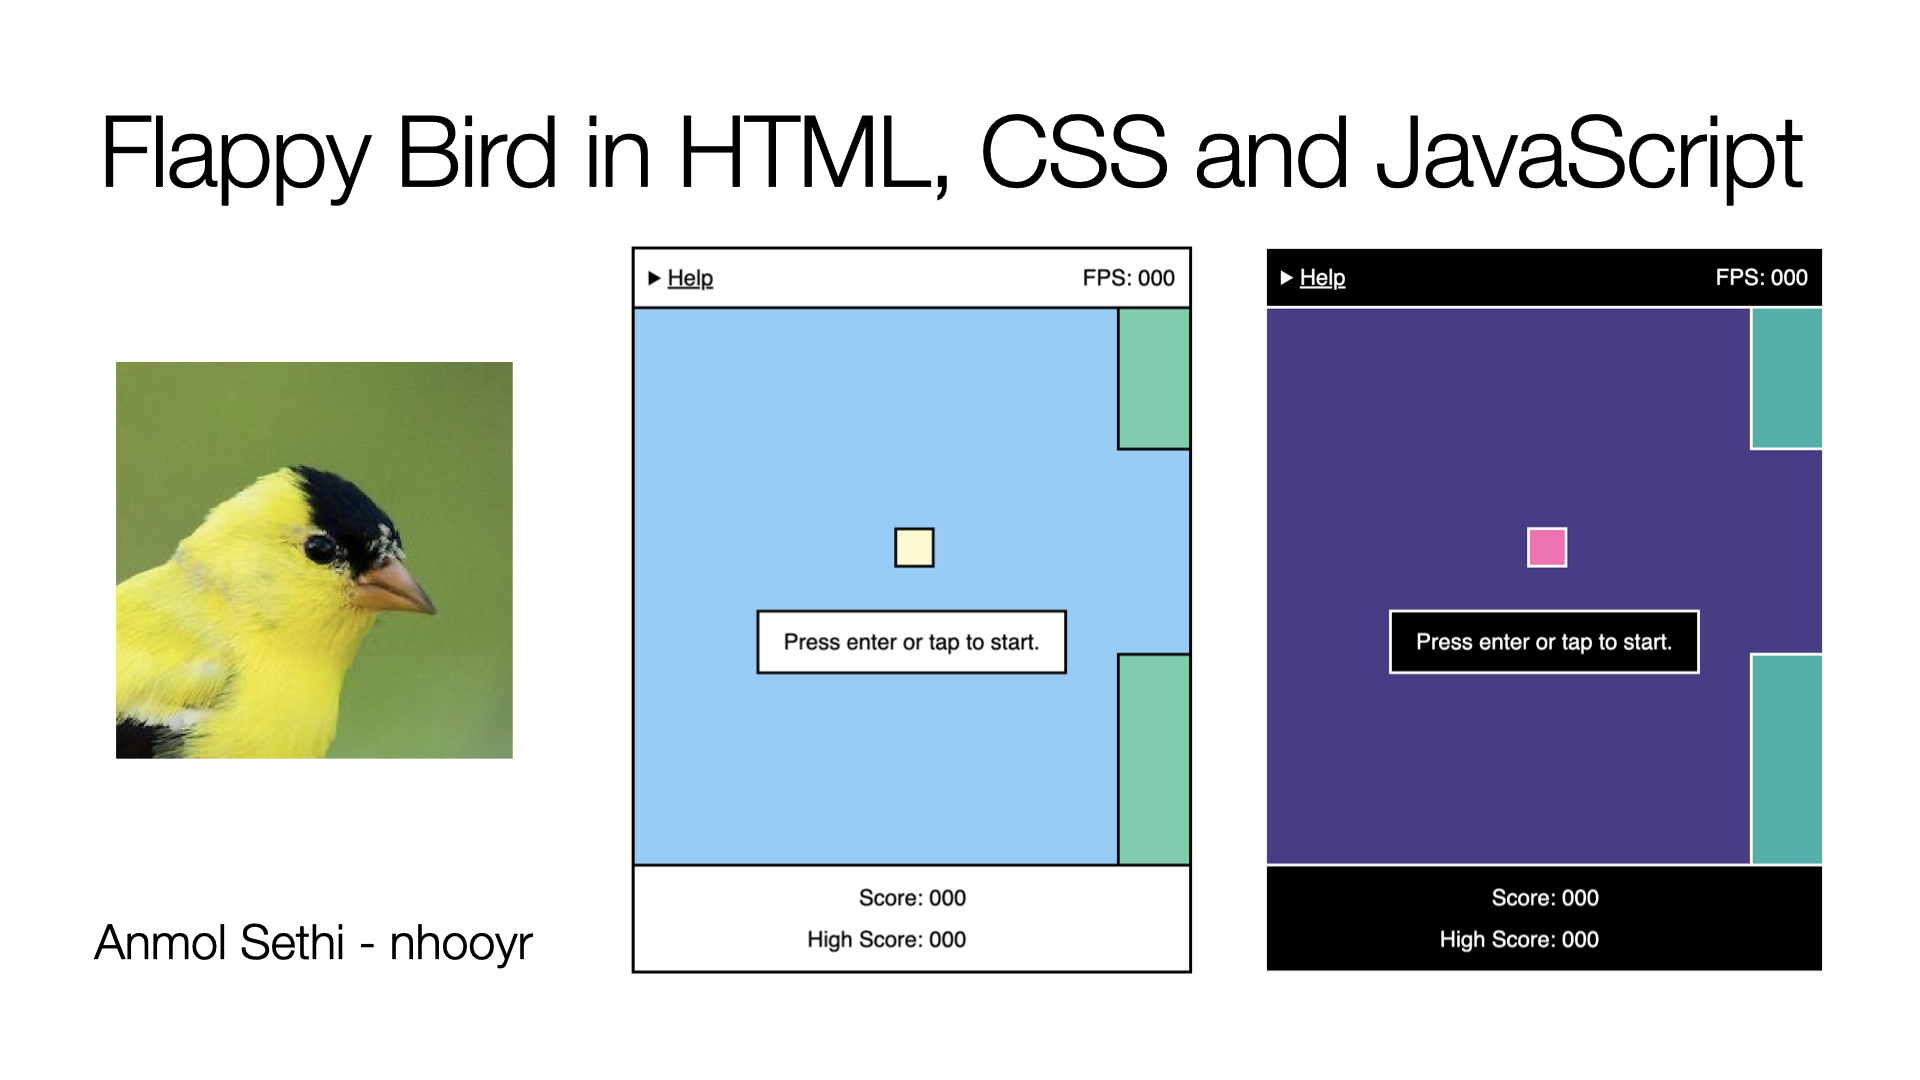 Flappy Bird in HTML, CSS and JavaScript
▶ Help FPS: 000
Press enter or tap to start.
Score: 000
High Score: 000
▶ Help FPS: 000
Press enter or tap to start.
Score: 000
High Score: 000
Anmol Sethi - nhooyr